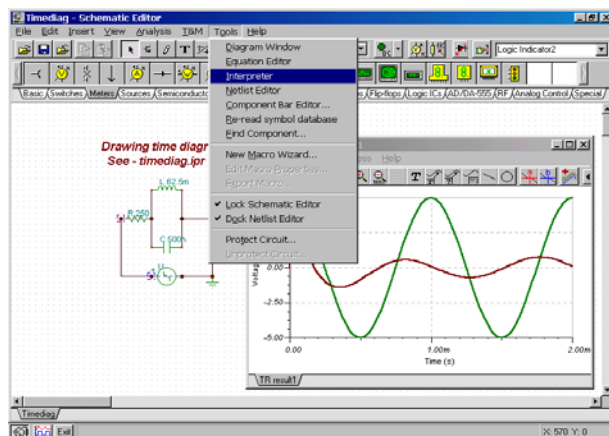 Timediag - Schematic Editor
File Edit Insert View Analysis T&M Tools Help
Logic Indicator2
Basic Switches Meters Sources Semiconducto
Flip-flops Logic ICs AD/DA-555 RF Analog Control Special
Diagram Window
Equation Editor
Interpreter
Netlist Editor
Component Bar Editor...
Re-read symbol database
Find Component...
New Macro Wizard...
Edit Macro Properties...
Export Macro...
Lock Schematic Editor
Dock Netlist Editor
Protect Circuit...
Unprotect Circuit...
Drawing time diagr
See - timediag.ipr
L 62.5m
R 250
C 500n
Help
Voltag
0.00
-2.50
-5.00
0.00
1.00m
2.00m
Time (s)
TR result1
Timediag
Exit
X: 570 Y: 0